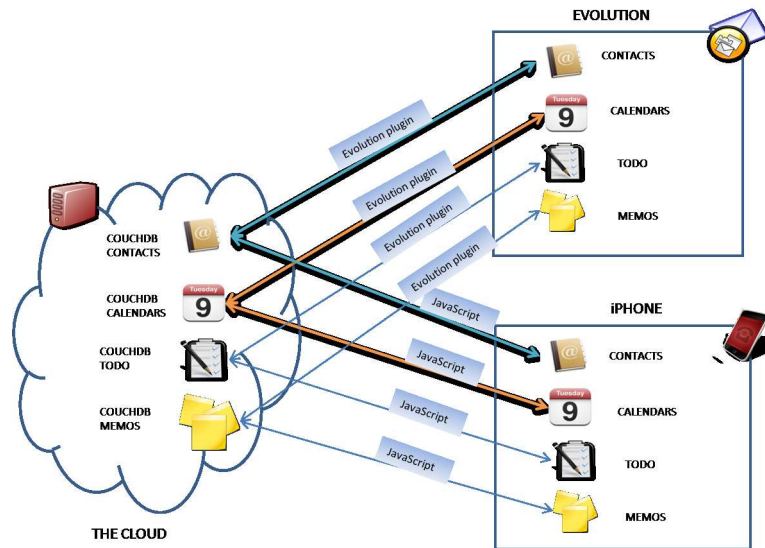 EVOLUTION
CONTACTS
Tuesday
9
CALENDARS
TODO
MEMOS
Evolution plugin
Evolution plugin
Evolution plugin
Evolution plugin
COUCHDB
CONTACTS
COUCHDB
CALENDARS
Tuesday
9
COUCHDB
TODO
COUCHDB
MEMOS
THE CLOUD
JavaScript
JavaScript
JavaScript
JavaScript
iPHONE
CONTACTS
Tuesday
9
CALENDARS
TODO
MEMOS